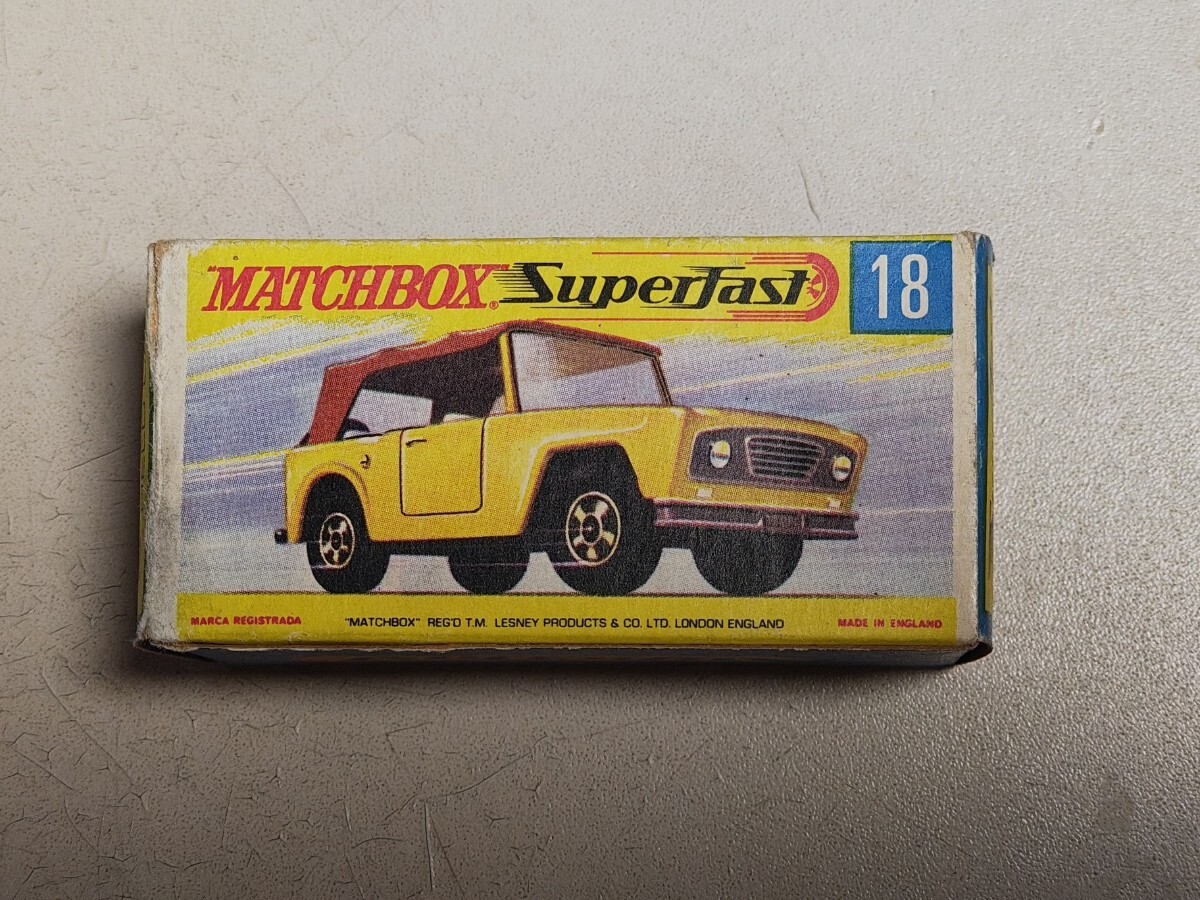 "MATCHBOX"® Superfast 18
MARCA REGISTRADA "MATCHBOX" REG'D T.M. LESNEY PRODUCTS & CO. LTD. LONDON ENGLAND MADE IN ENGLAND